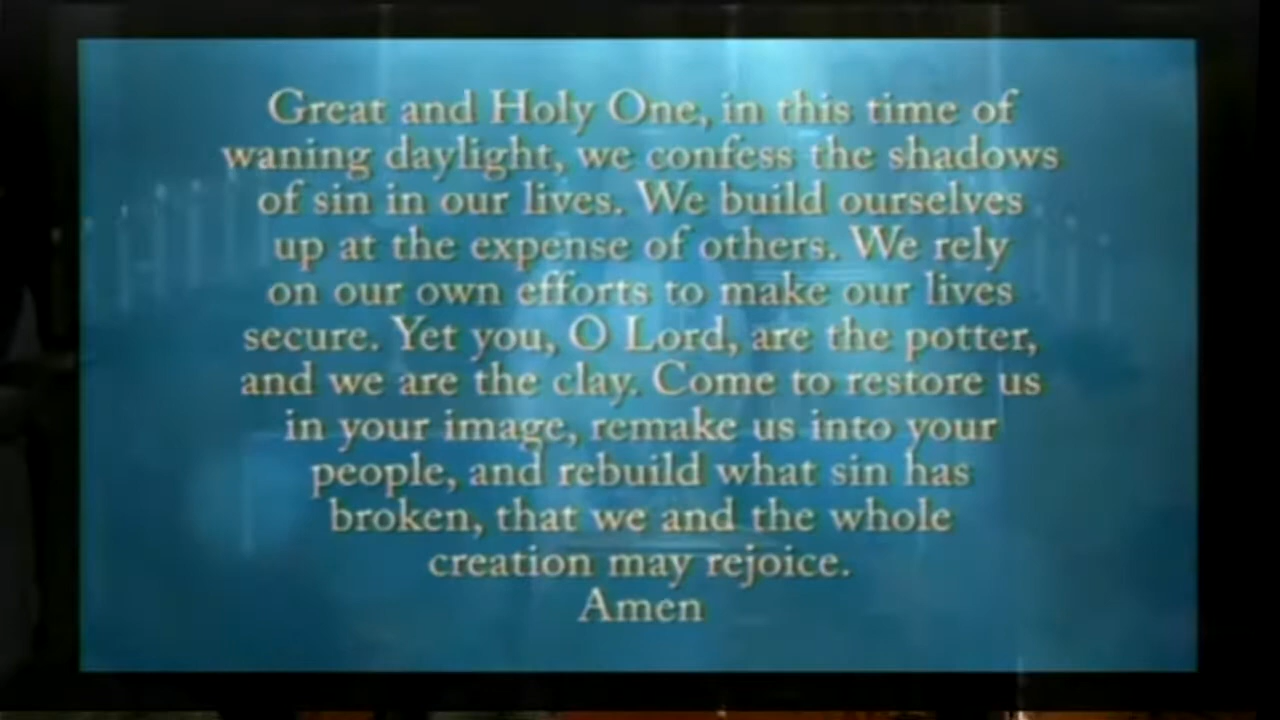 Great and Holy One, in this time of
waning daylight, we confess the shadows
of sin in our lives. We build ourselves
up at the expense of others. We rely
on our own efforts to make our lives
secure. Yet you, O Lord, are the potter,
and we are the clay. Come to restore us
in your image, remake us into your
people, and rebuild what sin has
broken, that we and the whole
creation may rejoice.
Amen